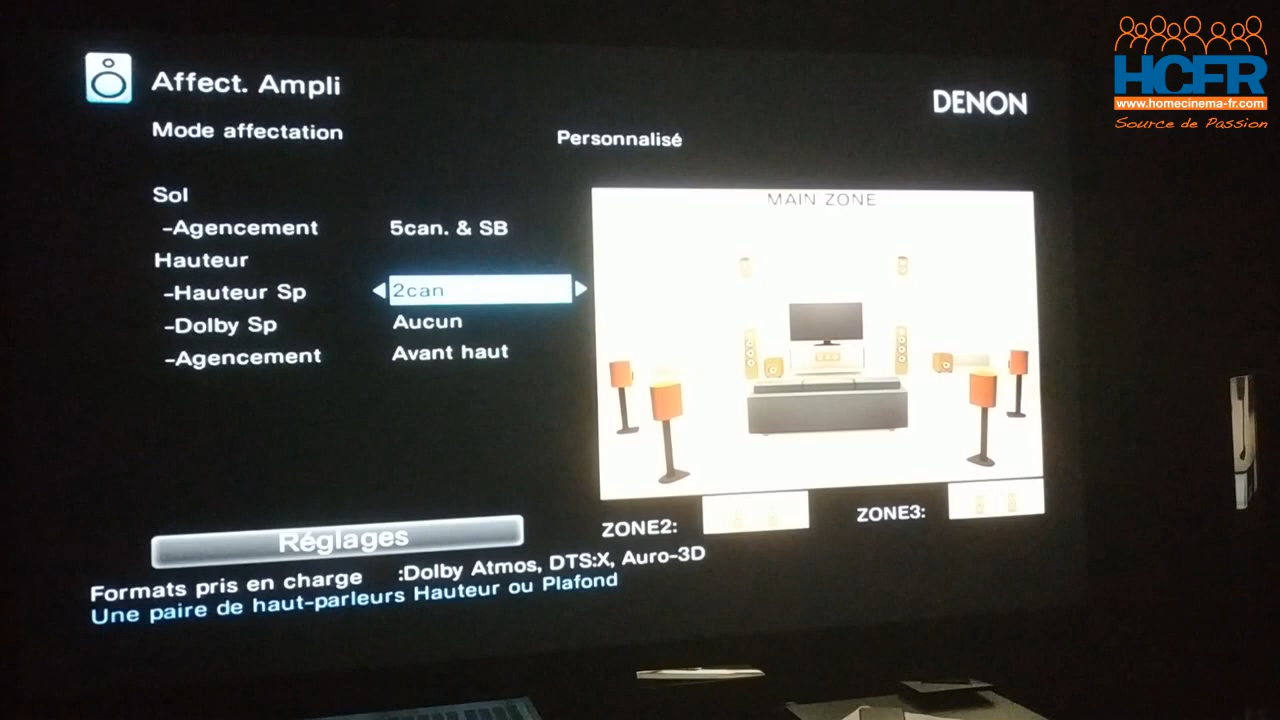 Affect. Ampli
DENON
Mode affectation
Personnalisé
Sol
-Agencement 5can. & SB
Hauteur
-Hauteur Sp 2can
-Dolby Sp Aucun
-Agencement Avant haut
MAIN ZONE
Réglages
ZONE2:
ZONE3:
Formats pris en charge :Dolby Atmos, DTS:X, Auro-3D
Une paire de haut-parleurs Hauteur ou Plafond
HCFR
www.homecinema-fr.com
Source de Passion